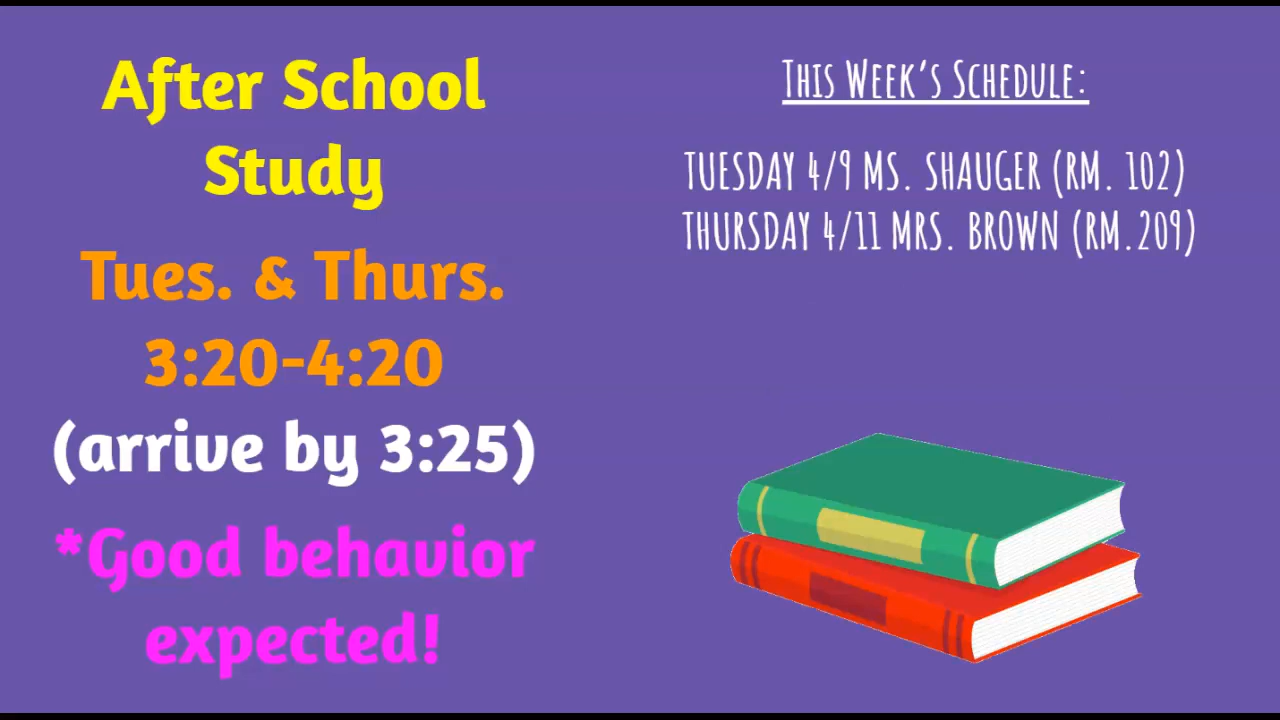 After School
Study
Tues. & Thurs.
3:20-4:20
(arrive by 3:25)
*Good behavior
expected!
THIS WEEK'S SCHEDULE:
TUESDAY 4/9 MS. SHAUGER (RM. 102)
THURSDAY 4/11 MRS. BROWN (RM.209)